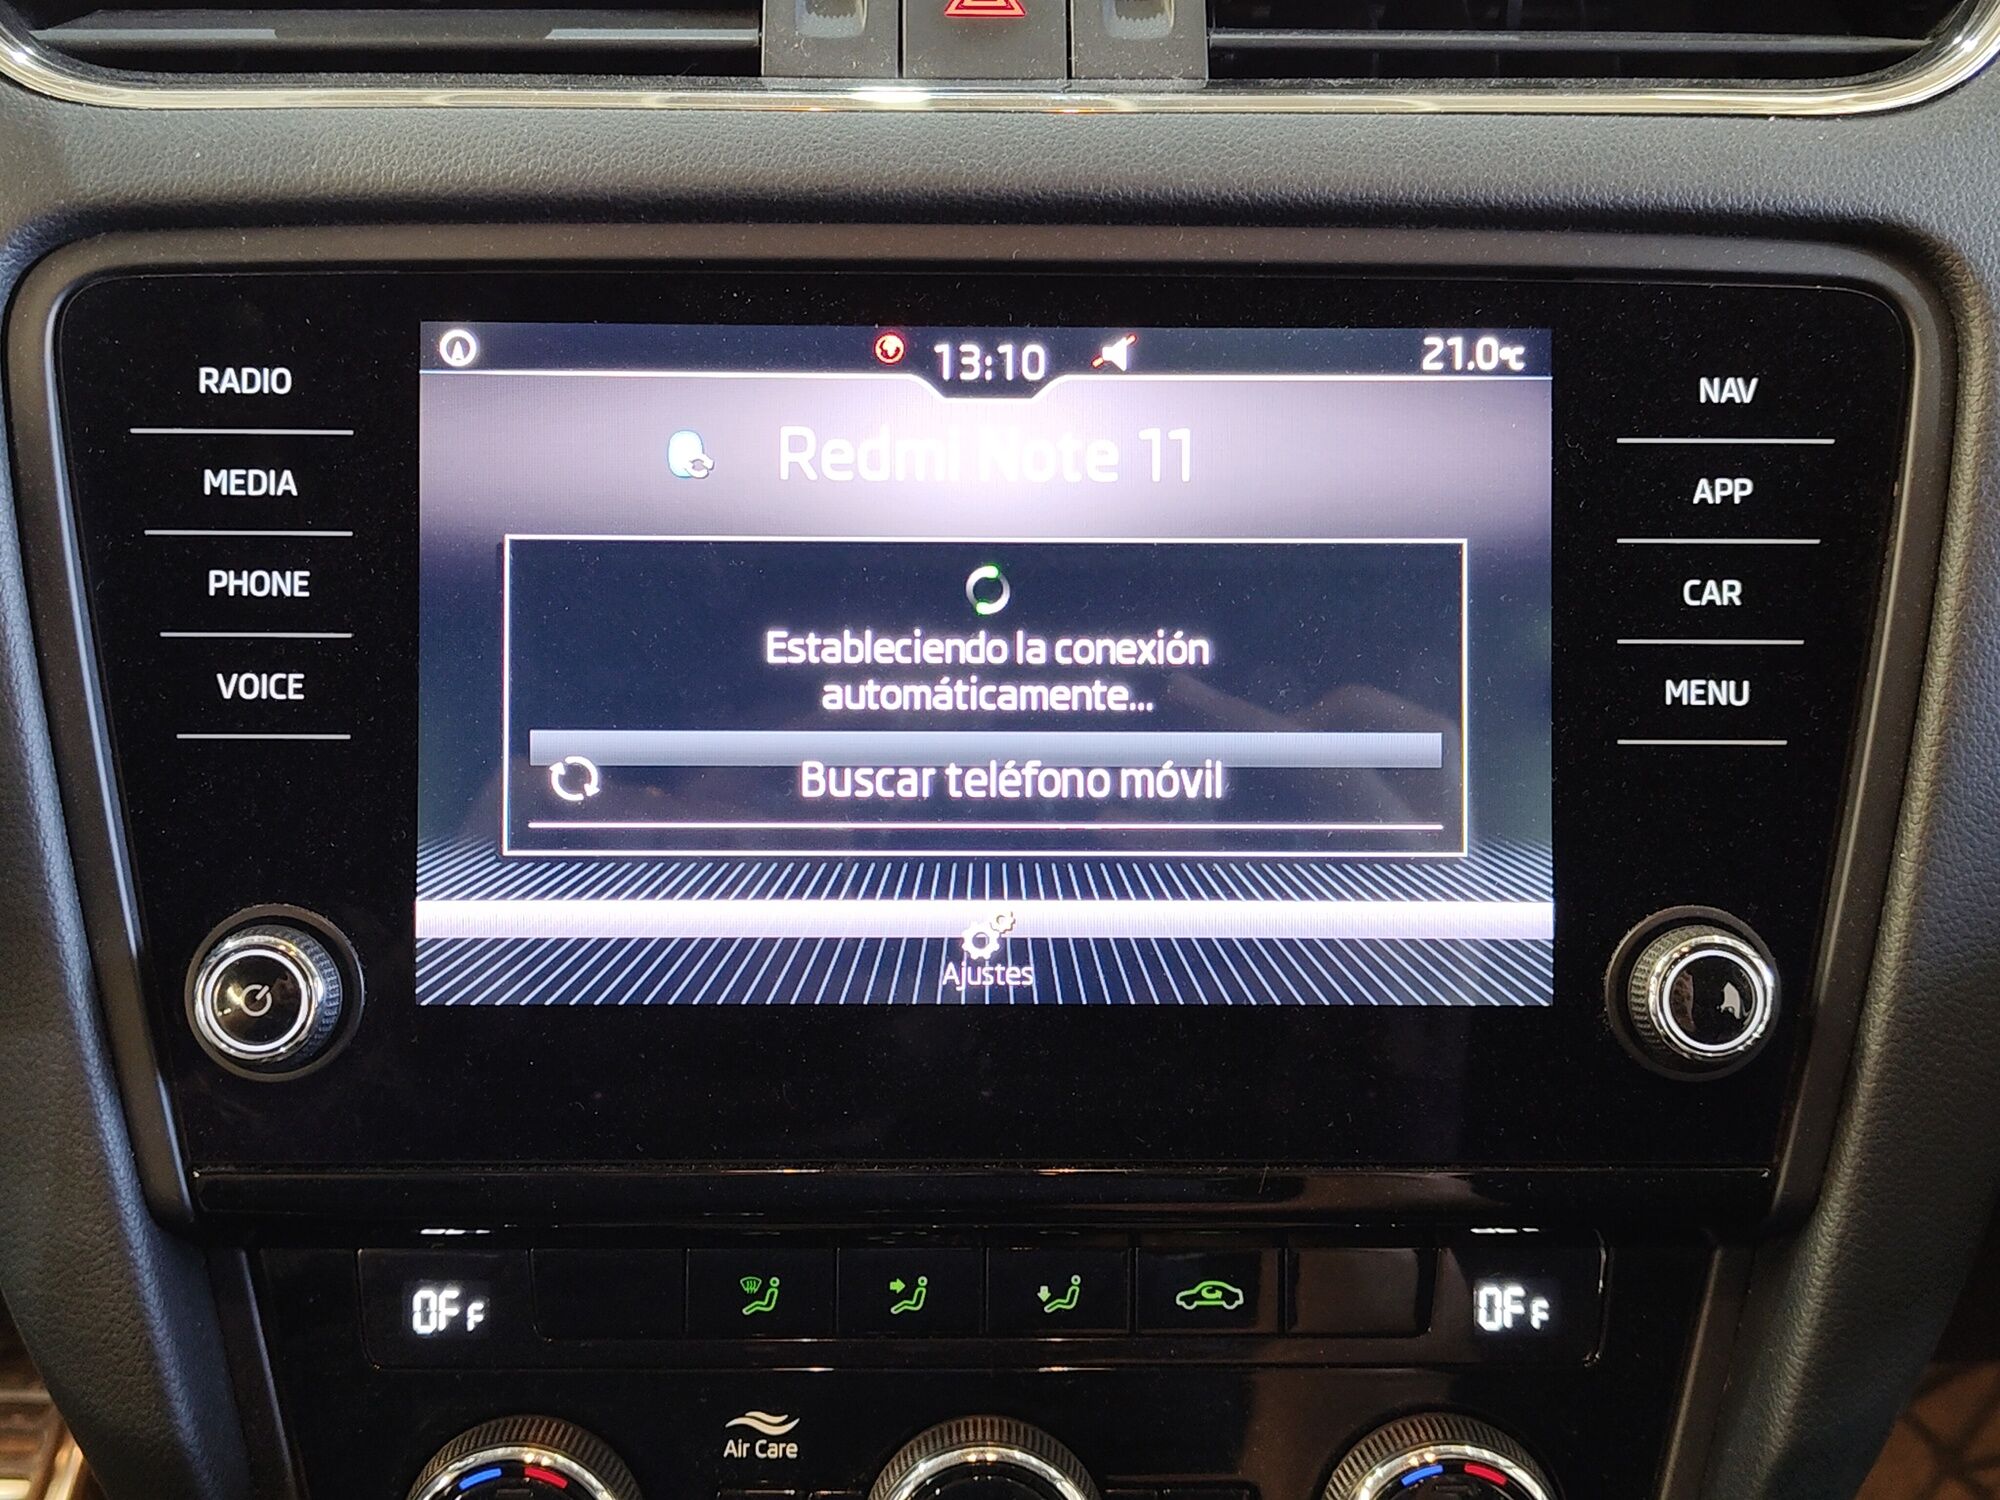 13:10
21.0°C
RADIO
MEDIA
PHONE
VOICE
NAV
APP
CAR
MENU
Redmi Note 11
Estableciendo la conexión
automáticamente...
Buscar teléfono móvil
Ajustes
OFF
OFF
Air Care